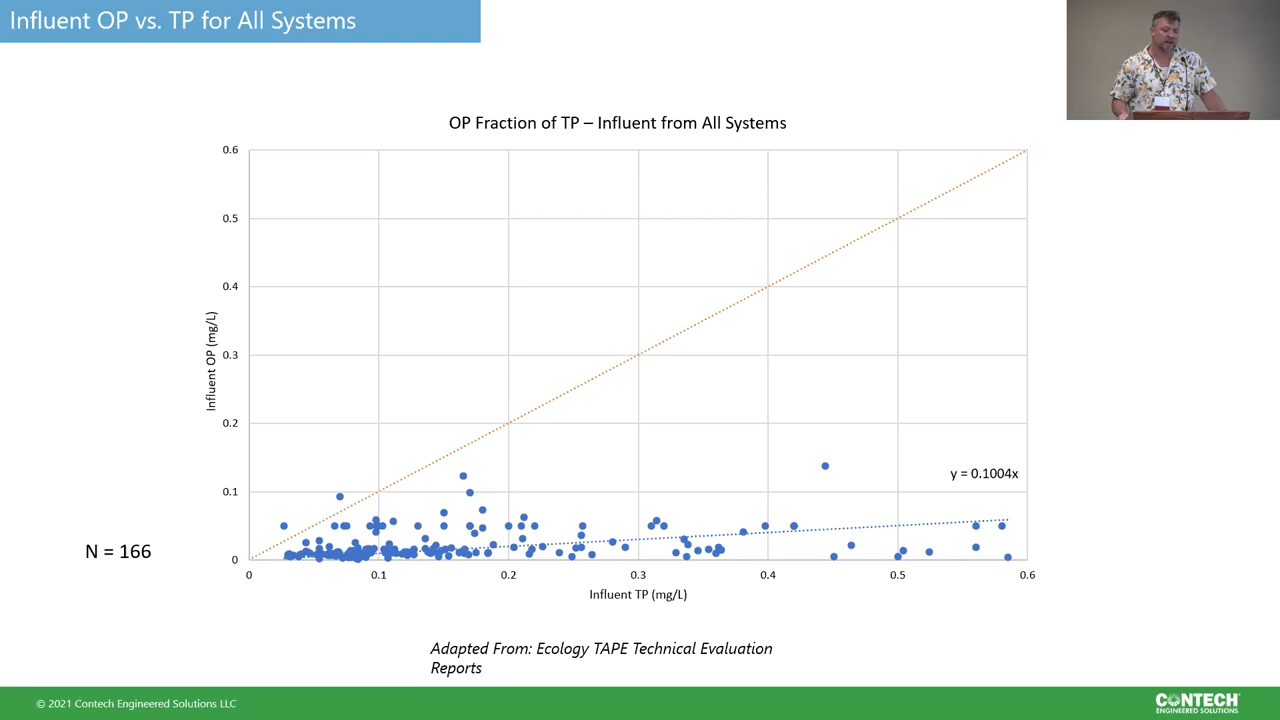 Influent OP vs. TP for All Systems
OP Fraction of TP – Influent from All Systems
0.6
0.5
0.4
0.3
0.2
0.1
0
Influent OP (mg/L)
y = 0.1004x
N = 166
0 0.1 0.2 0.3 0.4 0.5 0.6
Influent TP (mg/L)
Adapted From: Ecology TAPE Technical Evaluation
Reports
© 2021 Contech Engineered Solutions LLC
CONTECH
ENGINEERED SOLUTIONS